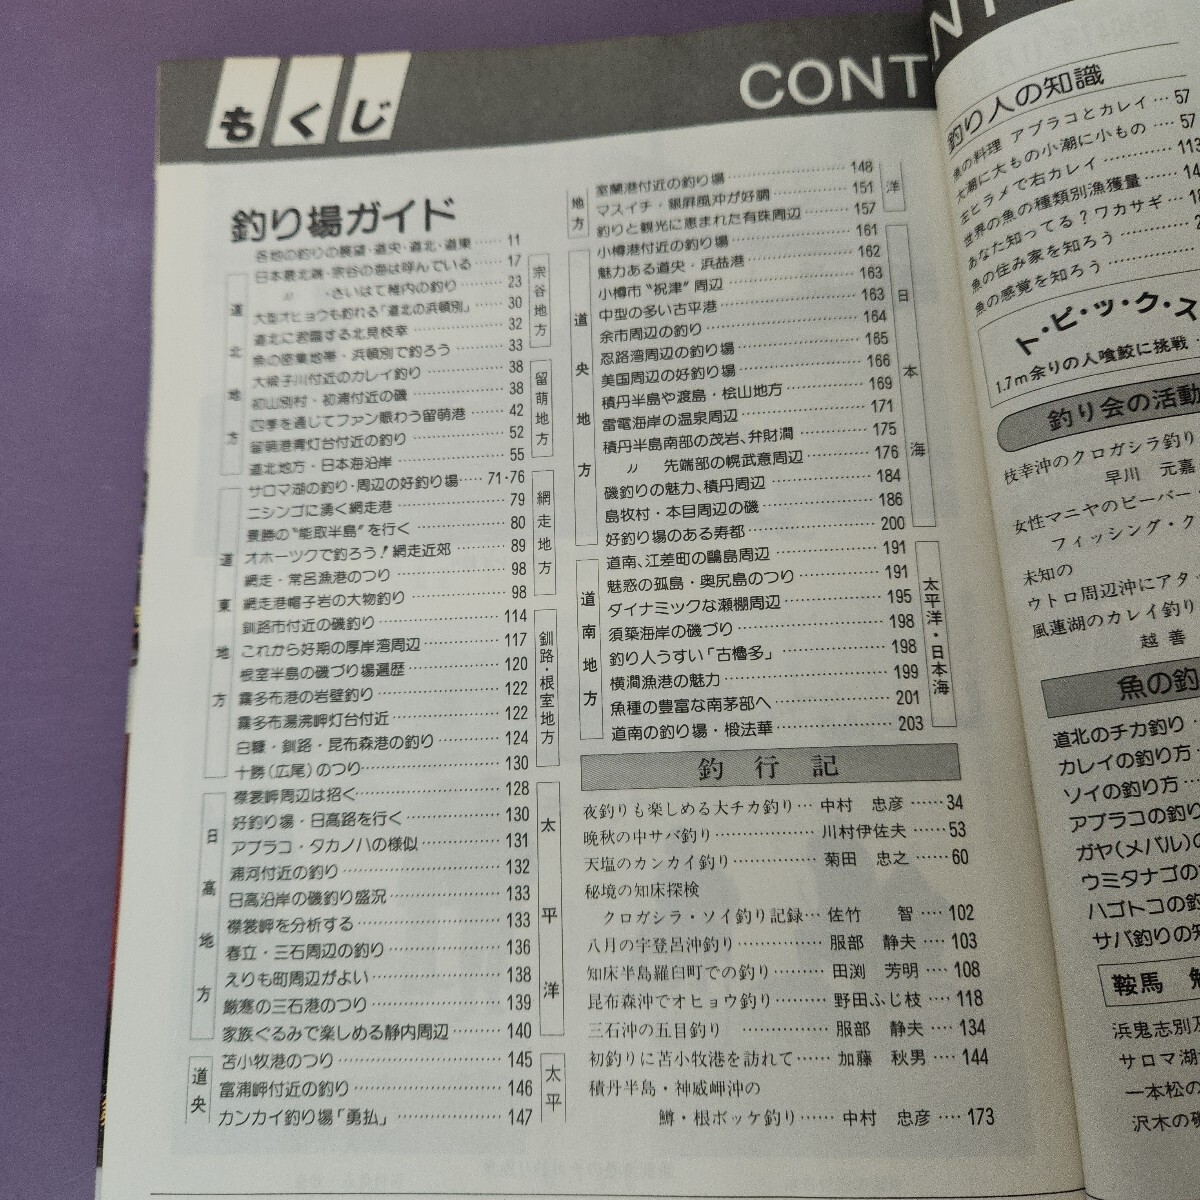 もくじ
CONT
釣り場ガイド
各地の釣りの展望・道央・道北・道東……11
道北地方
宗谷地方
日本最北端・宗谷の海は呼んでいる……17
〃 ・さいはて稚内の釣り……23
大型オヒョウも釣れる「道北の浜頓別」……30
道北に君臨する北見枝幸……32
魚の密集地帯・浜頓別で釣ろう……33
留萌地方
大椴子川付近のカレイ釣り……38
初山別村・初浦付近の磯……38
四季を通じてファン賑わう留萌港……42
留萌港青灯台付近の釣り……52
道北地方・日本海沿岸……55
道東地方
網走地方
サロマ湖の釣り・周辺の好釣り場……71・76
ニシンゴに湧く網走港……79
景勝の“能取半島”を行く……80
オホーツクで釣ろう!網走近郊……89
網走・常呂漁港のつり……98
網走港帽子岩の大物釣り……98
釧路・根室地方
釧路市付近の磯釣り……114
これから好期の厚岸湾周辺……117
根室半島の磯づり場遍歴……120
霧多布港の岩壁釣り……122
霧多布湯沸岬灯台付近……122
白糠・釧路・昆布森港の釣り……124
十勝(広尾)のつり……130
日高地方
太平洋
襟裳岬周辺は招く……128
好釣り場・日高路を行く……130
アブラコ・タカノハの様似……131
浦河付近の釣り……132
日高沿岸の磯釣り盛況……133
襟裳岬を分析する……133
春立・三石周辺の釣り……136
えりも町周辺がよい……138
厳寒の三石港のつり……139
家族ぐるみで楽しめる静内周辺……140
道央
太平
苫小牧港のつり……145
富浦岬付近の釣り……146
カンカイ釣り場「勇払」……147
地方
洋
室蘭港付近の釣り場……148
マスイチ・銀屏風沖が好調……151
釣りと観光に恵まれた有珠周辺……157
道央地方
日本海
小樽港付近の釣り場……161
魅力ある道央・浜益港……162
小樽市“祝津”周辺……163
中型の多い古平港……163
余市周辺の釣り……164
忍路湾周辺の釣り場……165
美国周辺の好釣り場……166
積丹半島や渡島・桧山地方……169
雷電海岸の温泉周辺……171
積丹半島南部の茂岩、弁財澗……175
〃 先端部の幌武意周辺……176
磯釣りの魅力、積丹周辺……184
島牧村・本目周辺の磯……186
好釣り場のある寿都……200
道南地方
太平洋・日本海
道南、江差町の鷗島周辺……191
魅惑の孤島・奥尻島のつり……191
ダイナミックな瀬棚周辺……195
須築海岸の磯づり……198
釣り人うすい「古櫓多」……198
横澗漁港の魅力……199
魚種の豊富な南茅部へ……201
道南の釣り場・椴法華……203
釣行記
夜釣りも楽しめる大チカ釣り…中村 忠彦……34
晩秋の中サバ釣り……川村伊佐夫……53
天塩のカンカイ釣り……菊田 忠之……60
秘境の知床探検
クロガシラ・ソイ釣り記録…佐竹 智……102
八月の宇登呂沖釣り……服部 静夫……103
知床半島羅臼町での釣り……田渕 芳明……108
昆布森沖でオヒョウ釣り……野田ふじ枝……118
三石沖の五目釣り……服部 静夫……134
初釣りに苫小牧港を訪れて……加藤 秋男……144
積丹半島・神威岬沖の
鱒・根ボッケ釣り……中村 忠彦……173
釣り人の知識
魚の料理 アブラコとカレイ…57
大潮に大もの小潮に小もの……57
左ヒラメで右カレイ……113
世界の魚の種類別漁獲量……14
あなた知ってる?ワカサギ…
魚の住み家を知ろう……
魚の感覚を知ろう……
ト・ピ・ッ・ク・ス
1.7m余りの人喰鮫に挑戦
釣り会の活動
枝幸沖のクロガシラ釣り
早川 元嘉
女性マニヤのビーバー
フィッシング・ク
未知の
ウトロ周辺沖にアタ
風蓮湖のカレイ釣り
越善
魚の釣
道北のチカ釣り
カレイの釣り方
ソイの釣り方…
アブラコの釣り
ガヤ(メバル)の
ウミタナゴの
ハゴトコの釣
サバ釣りの知
鞍馬
浜鬼志別
サロマ湖
一本松の
沢木の磯